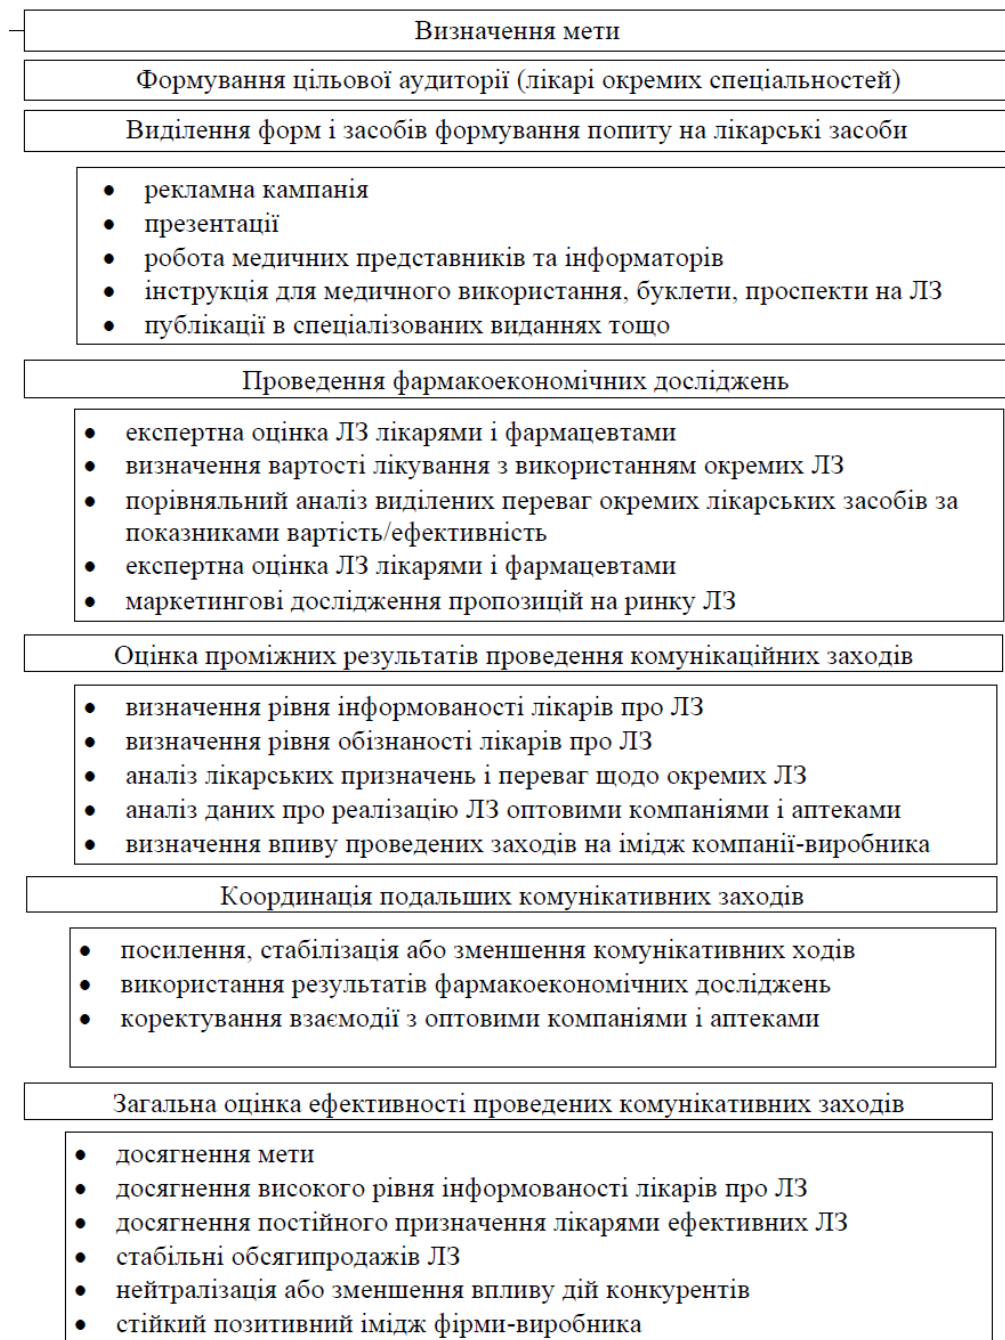 Визначення мети
Формування цільової аудиторії (лікарі окремих спеціальностей)
Виділення форм і засобів формування попиту на лікарські засоби
• рекламна кампанія
• презентації
• робота медичних представників та інформаторів
• інструкція для медичного використання, буклети, проспекти на ЛЗ
• публікації в спеціалізованих виданнях тощо
Проведення фармакоекономічних досліджень
• експертна оцінка ЛЗ лікарями і фармацевтами
• визначення вартості лікування з використанням окремих ЛЗ
• порівняльний аналіз виділених переваг окремих лікарських засобів за
показниками вартість/ефективність
• експертна оцінка ЛЗ лікарями і фармацевтами
• маркетингові дослідження пропозицій на ринку ЛЗ
Оцінка проміжних результатів проведення комунікаційних заходів
• визначення рівня інформованості лікарів про ЛЗ
• визначення рівня обізнаності лікарів про ЛЗ
• аналіз лікарських призначень і переваг щодо окремих ЛЗ
• аналіз даних про реалізацію ЛЗ оптовими компаніями і аптеками
• визначення впливу проведених заходів на імідж компанії-виробника
Координація подальших комунікативних заходів
• посилення, стабілізація або зменшення комунікативних ходів
• використання результатів фармакоекономічних досліджень
• коректування взаємодії з оптовими компаніями і аптеками
Загальна оцінка ефективності проведених комунікативних заходів
• досягнення мети
• досягнення високого рівня інформованості лікарів про ЛЗ
• досягнення постійного призначення лікарями ефективних ЛЗ
• стабільні обсягипродажів ЛЗ
• нейтралізація або зменшення впливу дій конкурентів
• стійкий позитивний імідж фірми-виробника